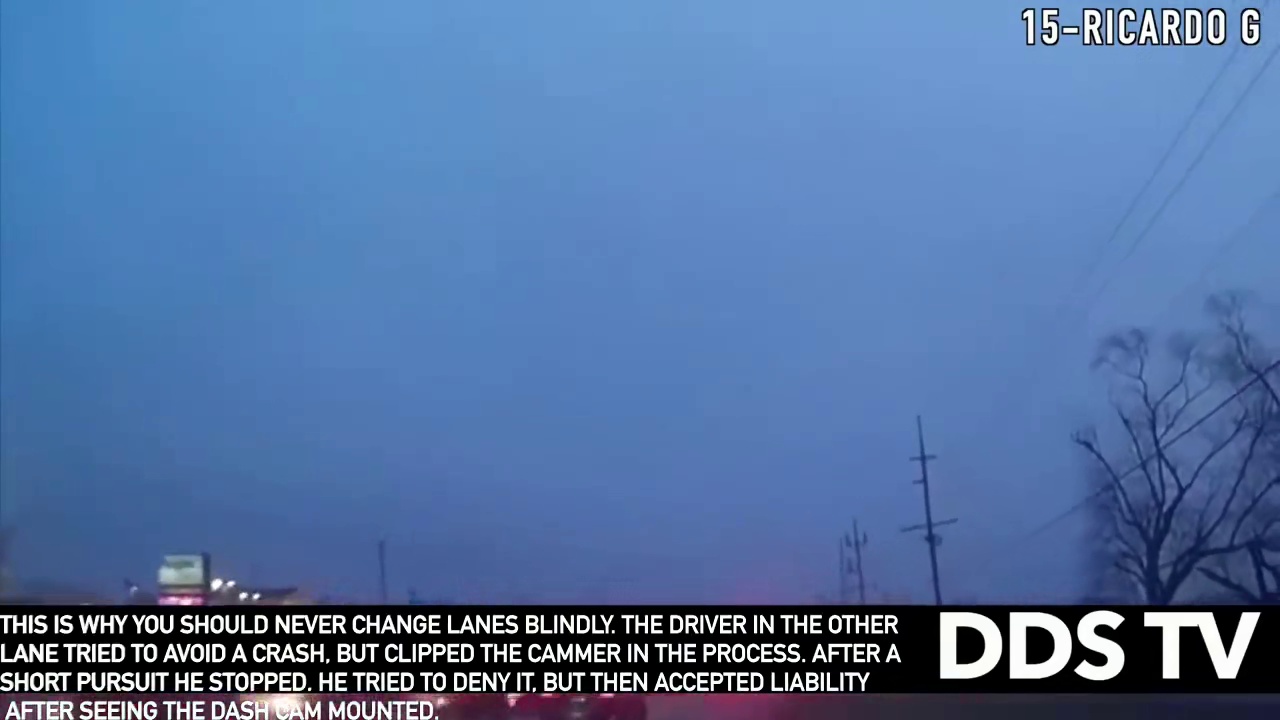 15-RICARDO G
THIS IS WHY YOU SHOULD NEVER CHANGE LANES BLINDLY. THE DRIVER IN THE OTHER
LANE TRIED TO AVOID A CRASH, BUT CLIPPED THE CAMMER IN THE PROCESS. AFTER A
SHORT PURSUIT HE STOPPED. HE TRIED TO DENY IT, BUT THEN ACCEPTED LIABILITY
AFTER SEEING THE DASH CAM MOUNTED.
DDS TV